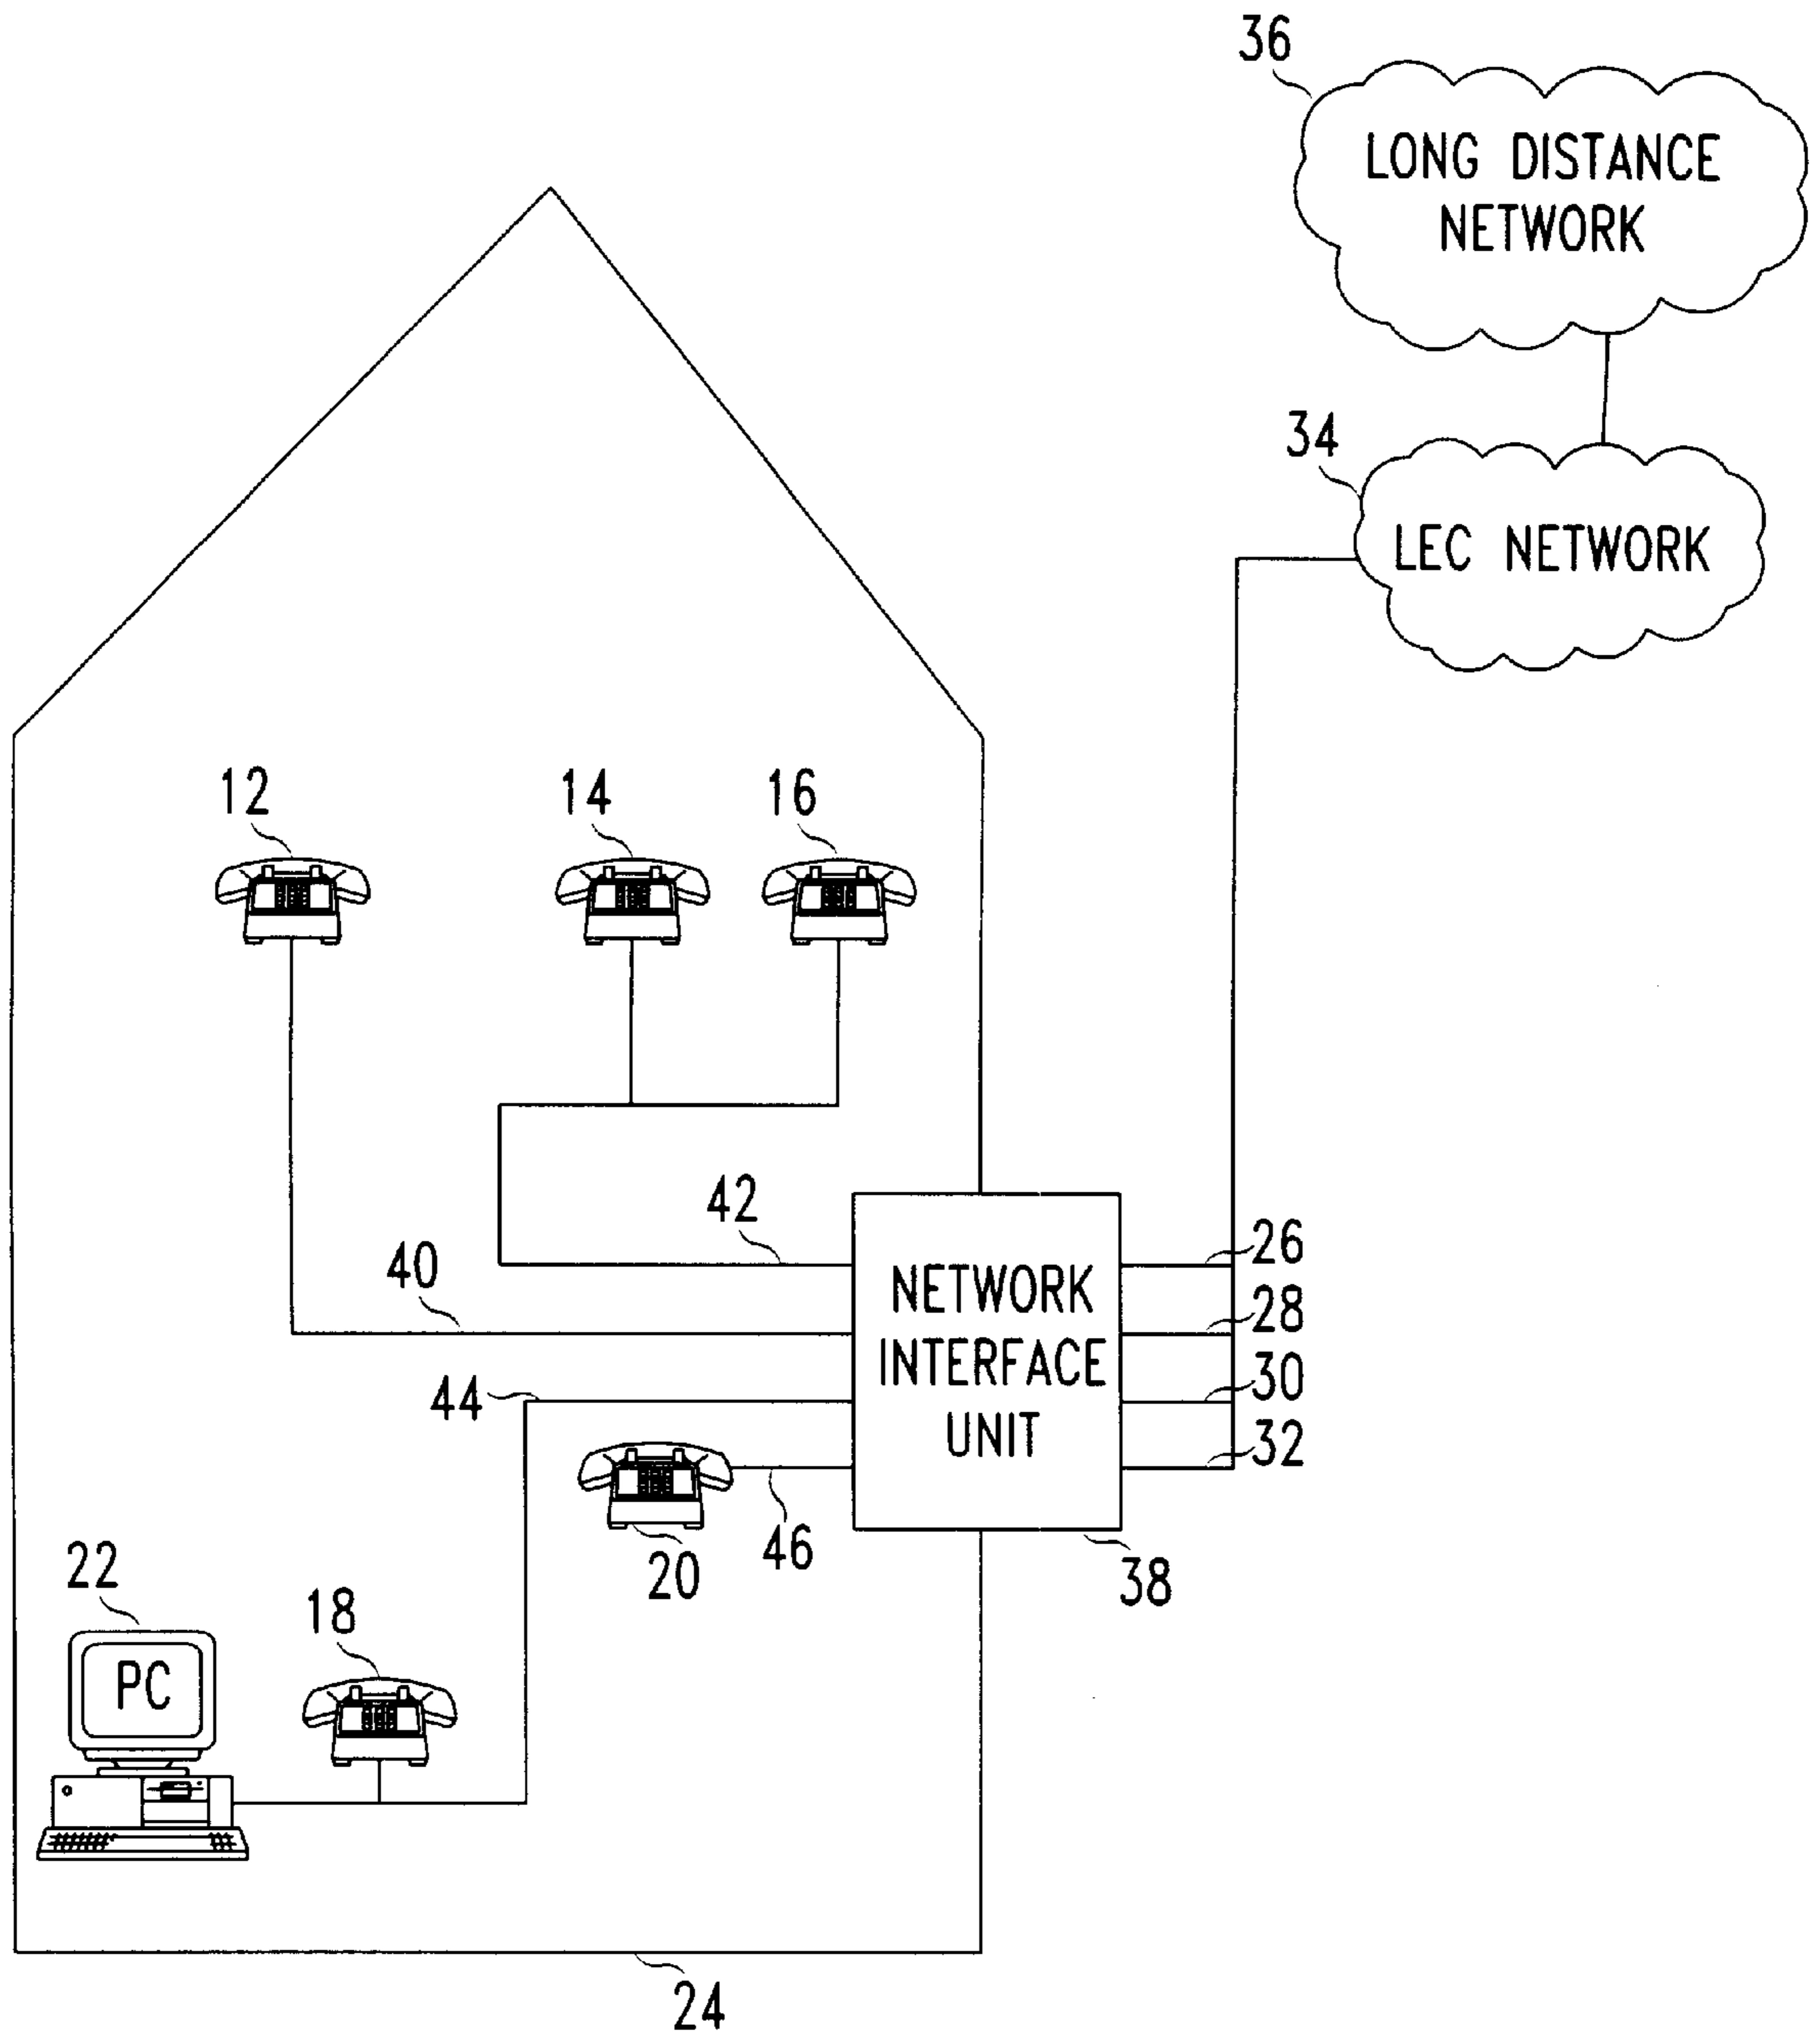 36
LONG DISTANCE
NETWORK
34
LEC NETWORK
12
14
16
42
40
44
NETWORK
INTERFACE
UNIT
26
28
30
32
46
20
38
22
PC
18
24